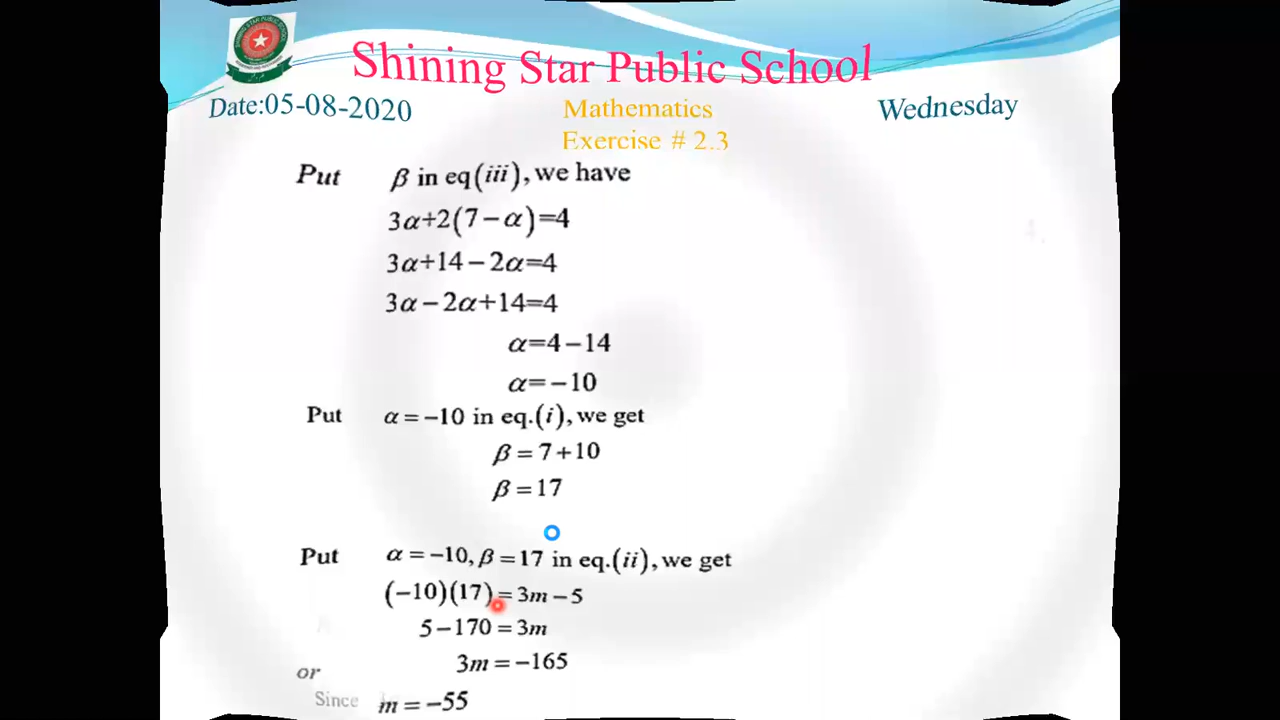 Shining Star Public School
Date:05-08-2020 Mathematics Wednesday
Exercise # 2.3
Put β in eq(iii), we have
3α+2(7−α)=4
3α+14−2α=4
3α−2α+14=4
α=4−14
α=−10
Put α = −10 in eq.(i), we get
β = 7+10
β = 17
Put α = −10, β = 17 in eq.(ii), we get
(−10)(17) = 3m − 5
5−170 = 3m
or 3m = −165
Since m = −55